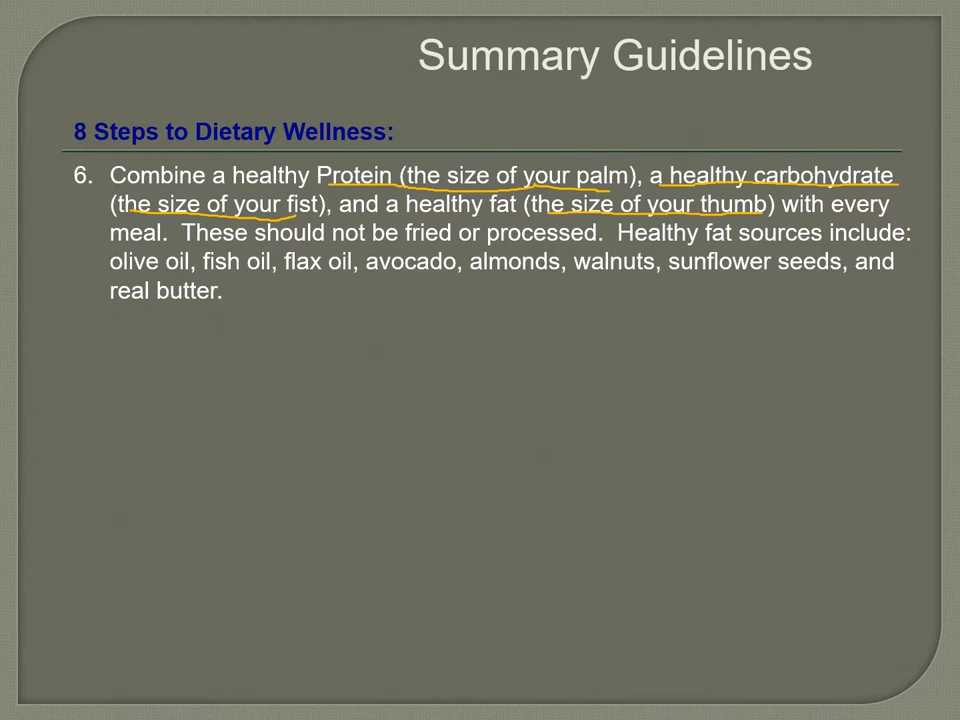 Summary Guidelines
8 Steps to Dietary Wellness:
6. Combine a healthy Protein (the size of your palm), a healthy carbohydrate
(the size of your fist), and a healthy fat (the size of your thumb) with every
meal. These should not be fried or processed. Healthy fat sources include:
olive oil, fish oil, flax oil, avocado, almonds, walnuts, sunflower seeds, and
real butter.